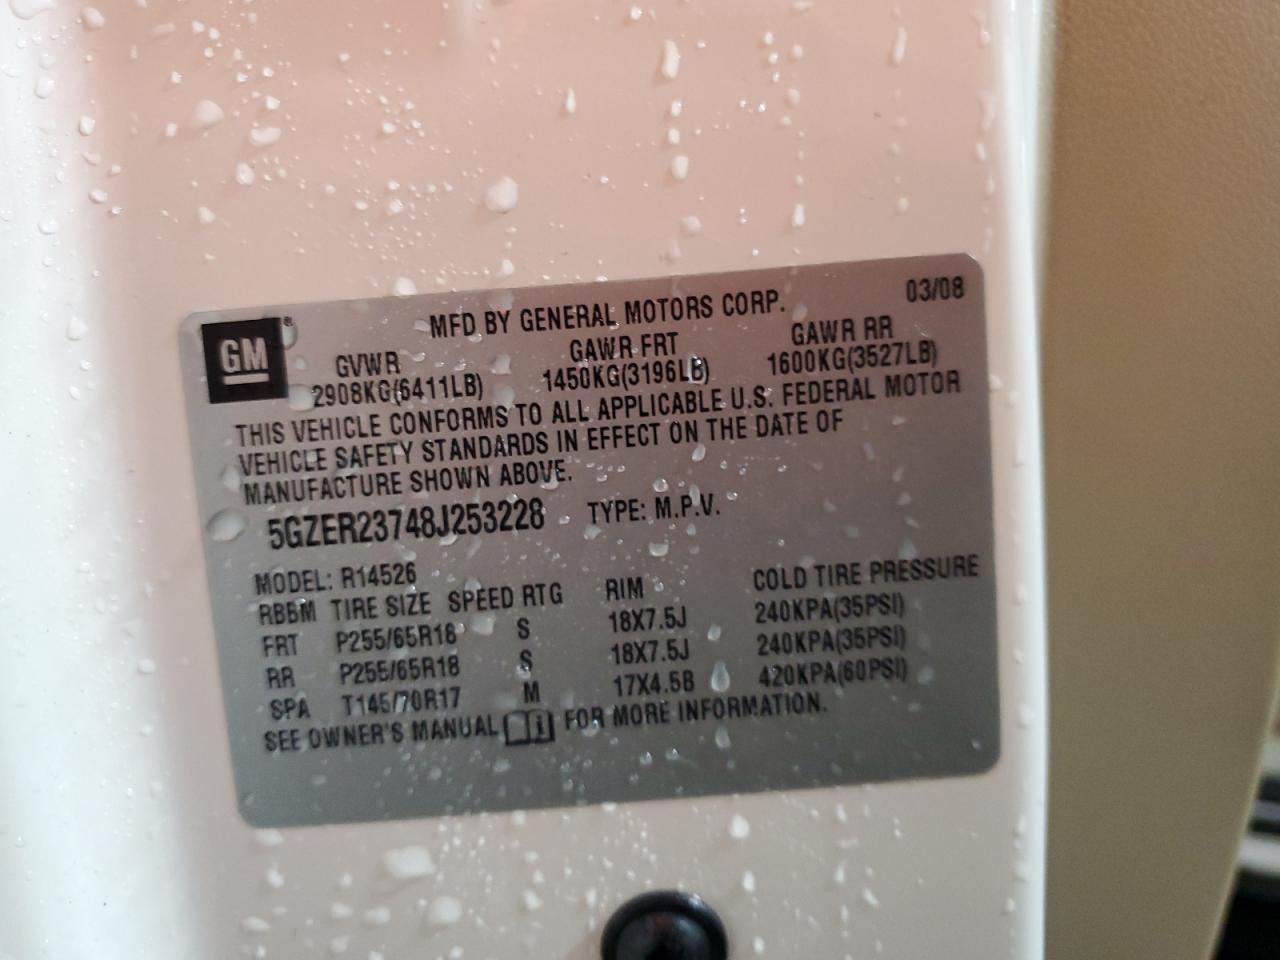 GM
MFD BY GENERAL MOTORS CORP. 03/08
GVWR GAWR FRT GAWR RR
2908KG(6411LB) 1450KG(3196LB) 1600KG(3527LB)
THIS VEHICLE CONFORMS TO ALL APPLICABLE U.S. FEDERAL MOTOR
VEHICLE SAFETY STANDARDS IN EFFECT ON THE DATE OF
MANUFACTURE SHOWN ABOVE.
5GZER23748J253228 TYPE: M.P.V.
MODEL: R14526
RBBM TIRE SIZE SPEED RTG RIM COLD TIRE PRESSURE
FRT P255/65R18 S 18X7.5J 240KPA(35PSI)
RR P255/65R18 S 18X7.5J 240KPA(35PSI)
SPA T145/70R17 M 17X4.5B 420KPA(60PSI)
SEE OWNER'S MANUAL FOR MORE INFORMATION.